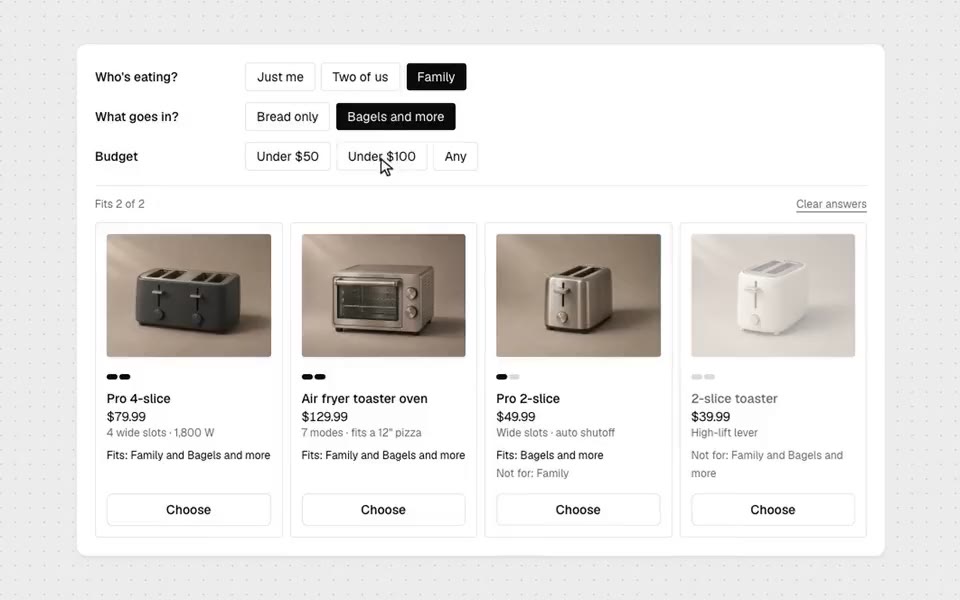 Who's eating?
Just me
Two of us
Family
What goes in?
Bread only
Bagels and more
Budget
Under $50
Under $100
Any
Fits 2 of 2
Clear answers
Pro 4-slice
$79.99
4 wide slots · 1,800 W
Fits: Family and Bagels and more
Choose
Air fryer toaster oven
$129.99
7 modes · fits a 12" pizza
Fits: Family and Bagels and more
Choose
Pro 2-slice
$49.99
Wide slots · auto shutoff
Fits: Bagels and more
Not for: Family
Choose
2-slice toaster
$39.99
High-lift lever
Not for: Family and Bagels and
more
Choose